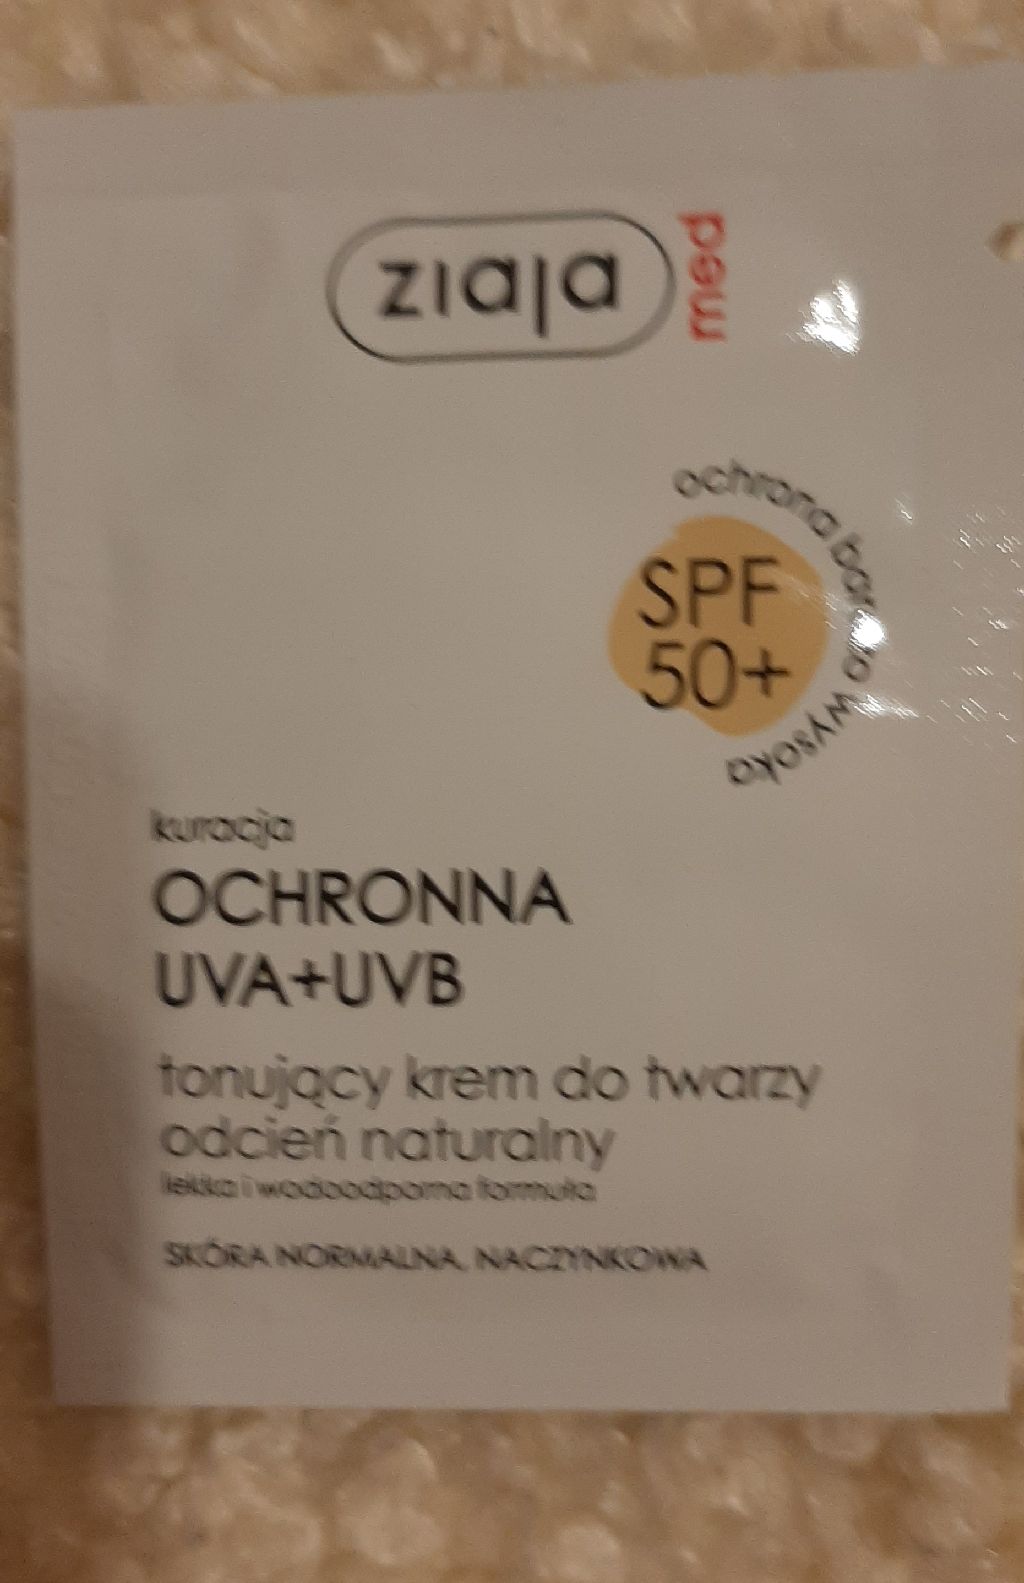 ziaja
med
ochrona bardzo wysoka
SPF
50+
kuracja
OCHRONNA
UVA+UVB
tonujący krem do twarzy
odcień naturalny
lekka i wodoodporna formuła
SKÓRA NORMALNA, NACZYNKOWA